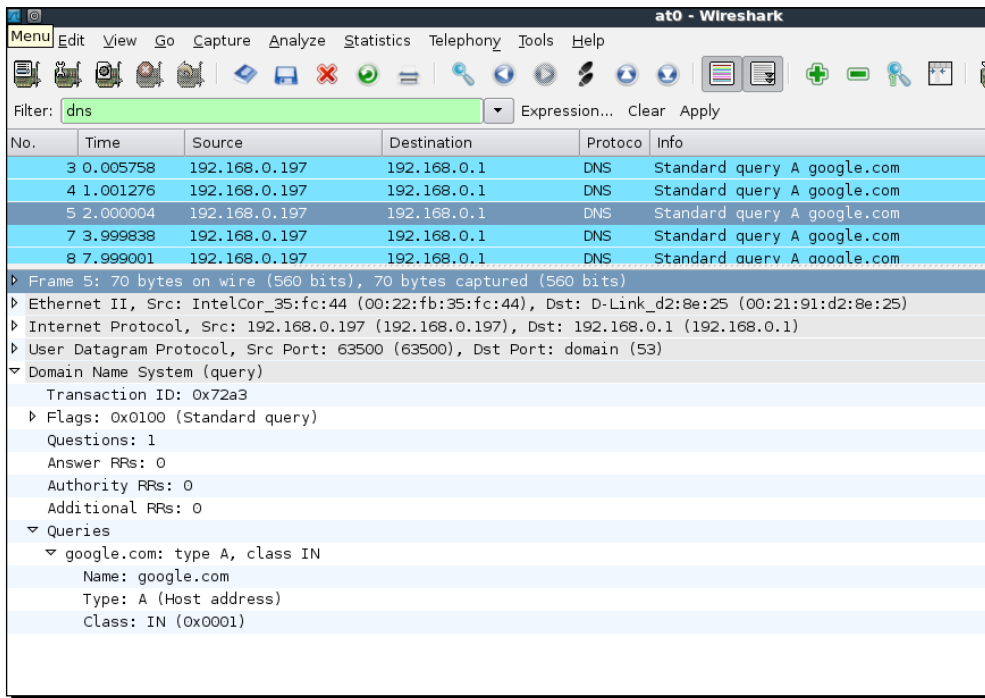 at0 - Wireshark
Menu Edit View Go Capture Analyze Statistics Telephony Tools Help
Filter: dns Expression... Clear Apply
No. Time Source Destination Protoco Info
3 0.005758 192.168.0.197 192.168.0.1 DNS Standard query A google.com
4 1.001276 192.168.0.197 192.168.0.1 DNS Standard query A google.com
5 2.000004 192.168.0.197 192.168.0.1 DNS Standard query A google.com
7 3.999838 192.168.0.197 192.168.0.1 DNS Standard query A google.com
8 7.999001 192.168.0.197 192.168.0.1 DNS Standard query A google.com
Frame 5: 70 bytes on wire (560 bits), 70 bytes captured (560 bits)
Ethernet II, Src: IntelCor_35:fc:44 (00:22:fb:35:fc:44), Dst: D-Link_d2:8e:25 (00:21:91:d2:8e:25)
Internet Protocol, Src: 192.168.0.197 (192.168.0.197), Dst: 192.168.0.1 (192.168.0.1)
User Datagram Protocol, Src Port: 63500 (63500), Dst Port: domain (53)
Domain Name System (query)
Transaction ID: 0x72a3
Flags: 0x0100 (Standard query)
Questions: 1
Answer RRs: 0
Authority RRs: 0
Additional RRs: 0
Queries
google.com: type A, class IN
Name: google.com
Type: A (Host address)
Class: IN (0x0001)